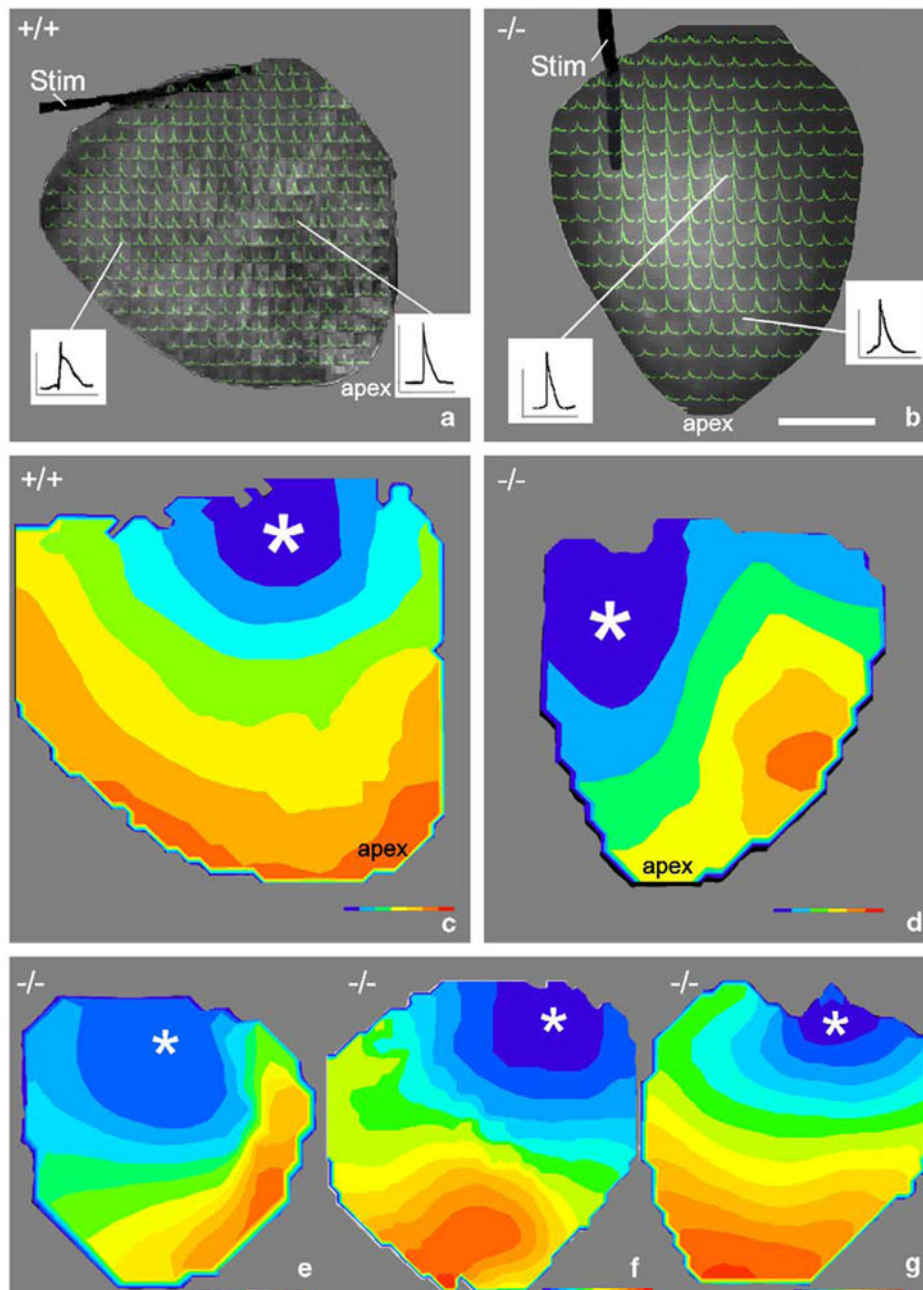 +/+
Stim
apex
a
-/-
Stim
apex
b
+/+
*
apex
c
-/-
*
apex
d
-/-
*
e
-/-
*
f
-/-
*
g